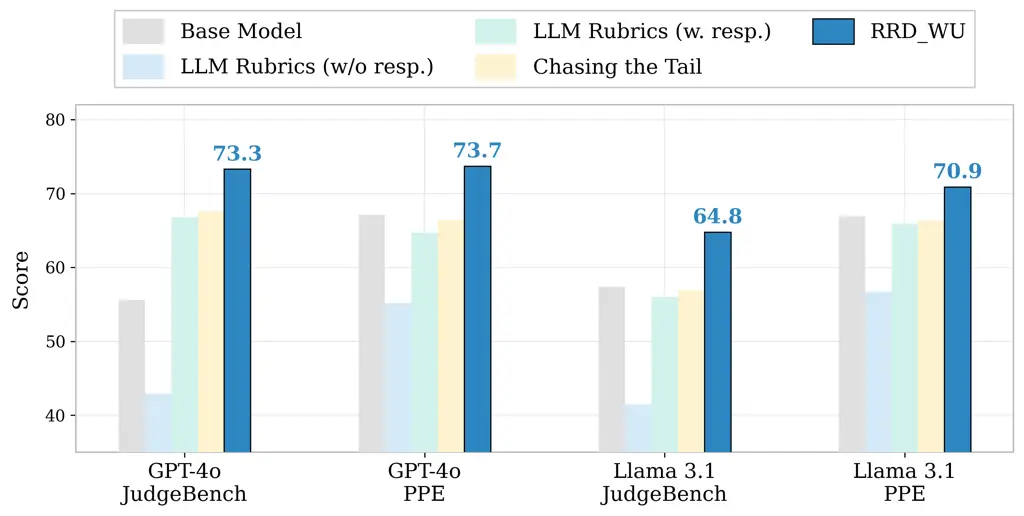 Base Model
LLM Rubrics (w/o resp.)
LLM Rubrics (w. resp.)
Chasing the Tail
RRD_WU
Score
80
70
60
50
40
73.3
73.7
64.8
70.9
GPT-4o
JudgeBench
GPT-4o
PPE
Llama 3.1
JudgeBench
Llama 3.1
PPE